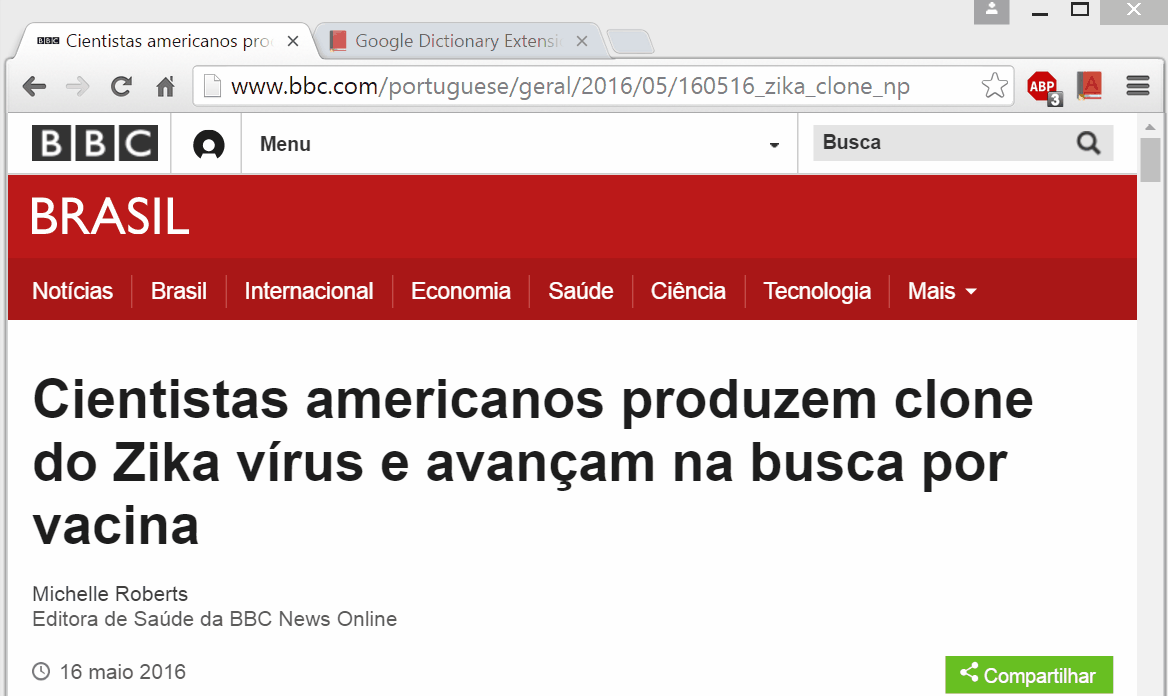 BBC Cientistas americanos pro
Google Dictionary Extensi
www.bbc.com/portuguese/geral/2016/05/160516_zika_clone_np
ABP 3
A
BBC
Menu
Busca
BRASIL
Notícias Brasil Internacional Economia Saúde Ciência Tecnologia Mais
Cientistas americanos produzem clone
do Zika vírus e avançam na busca por
vacina
Michelle Roberts
Editora de Saúde da BBC News Online
16 maio 2016
Compartilhar